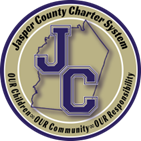 Jasper County Charter System
JC
OUR Children=OUR Community=OUR Responsibility